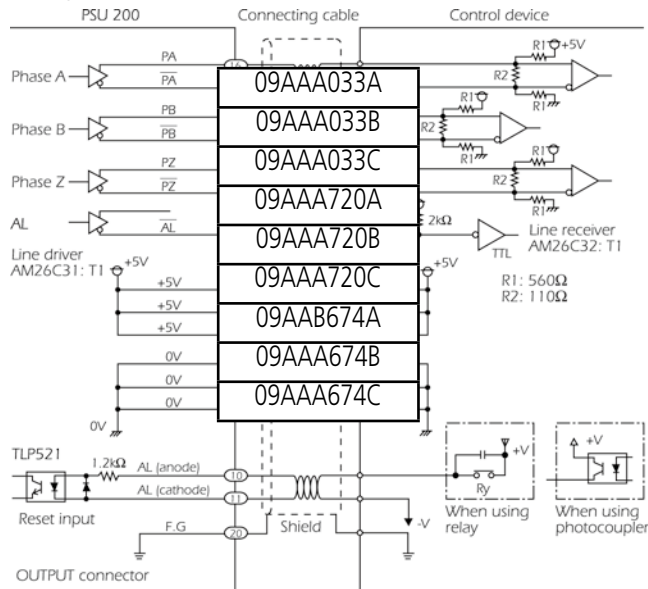 PSU 200 Connecting cable Control device
R1 +5V
PA
Phase A
PA
R2
R1
09AAA033A
PB
Phase B
PB
09AAA033B
R1
R2
R1
PZ
Phase Z
PZ
09AAA033C
R1
R2
R1
09AAA720A
AL
AL
2kΩ
TTL
Line receiver
AM26C32: T1
09AAA720B
Line driver
AM26C31: T1
+5V
+5V
R1: 560Ω
R2: 110Ω
+5V
09AAA720C
+5V
09AAB674A
+5V
0V
09AAA674B
0V
09AAA674C
0V
0V
TLP521
1.2kΩ
AL (anode)
10
AL (cathode)
11
Reset input
F.G
20
Shield
-V
+V
Ry
When using
relay
+V
When using
photocoupler
OUTPUT connector